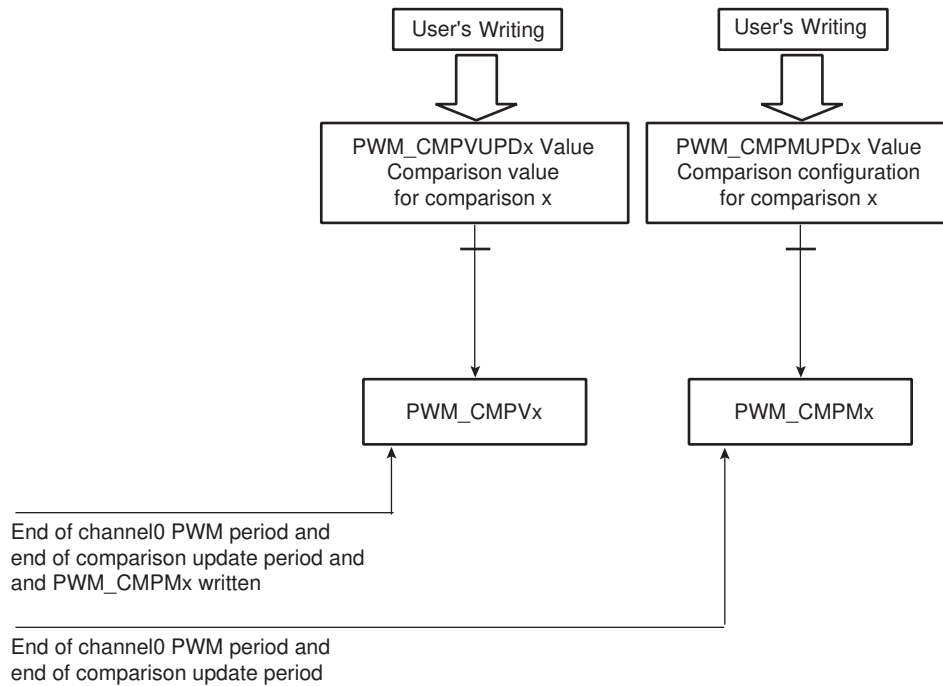 User's Writing
User's Writing
PWM_CMPVUPDx Value
Comparison value
for comparison x
PWM_CMPMUPDx Value
Comparison configuration
for comparison x
PWM_CMPVx
PWM_CMPMx
End of channel0 PWM period and
end of comparison update period and
and PWM_CMPMx written
End of channel0 PWM period and
end of comparison update period